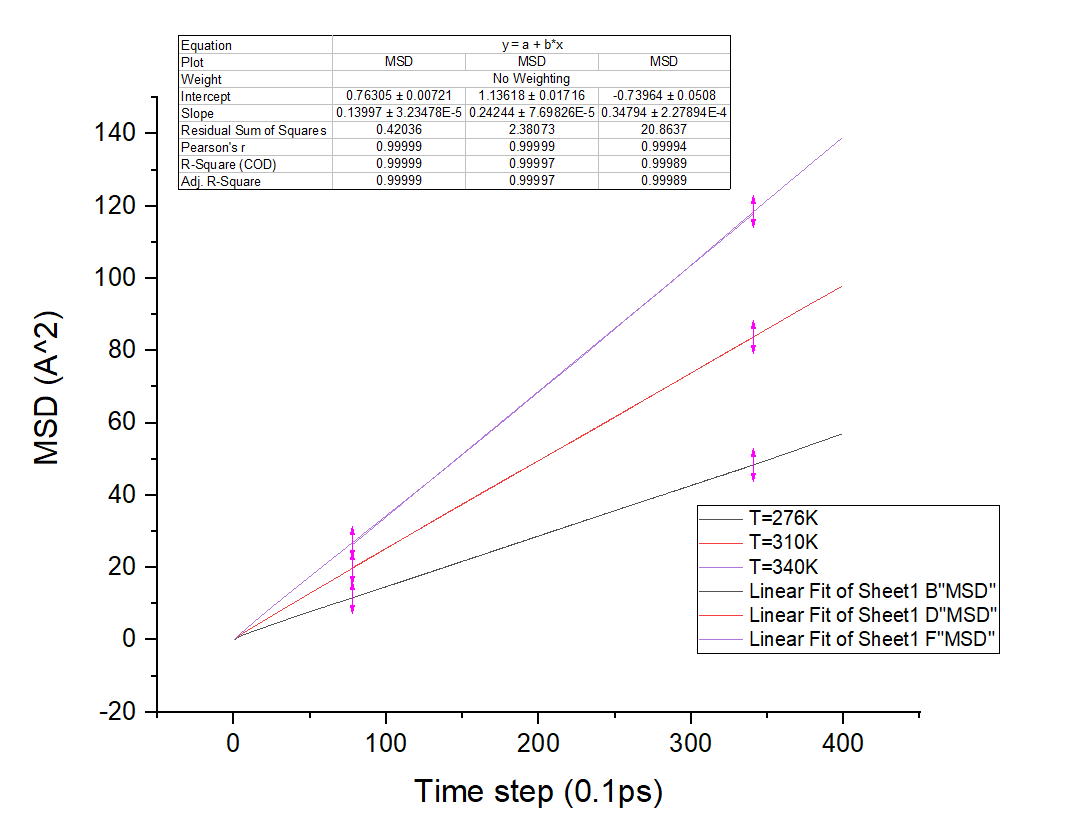 Equation y = a + b*x
Plot MSD MSD MSD
Weight No Weighting
Intercept 0.76305 ± 0.00721 1.13618 ± 0.01716 -0.73964 ± 0.0508
Slope 0.13997 ± 3.23478E-5 0.24244 ± 7.69826E-5 0.34794 ± 2.27894E-4
Residual Sum of Squares 0.42036 2.38073 20.8637
Pearson's r 0.99999 0.99999 0.99994
R-Square (COD) 0.99999 0.99997 0.99989
Adj. R-Square 0.99999 0.99997 0.99989
140
120
100
80
60
40
20
0
-20
MSD (A^2)
T=276K
T=310K
T=340K
Linear Fit of Sheet1 B"MSD"
Linear Fit of Sheet1 D"MSD"
Linear Fit of Sheet1 F"MSD"
0 100 200 300 400
Time step (0.1ps)